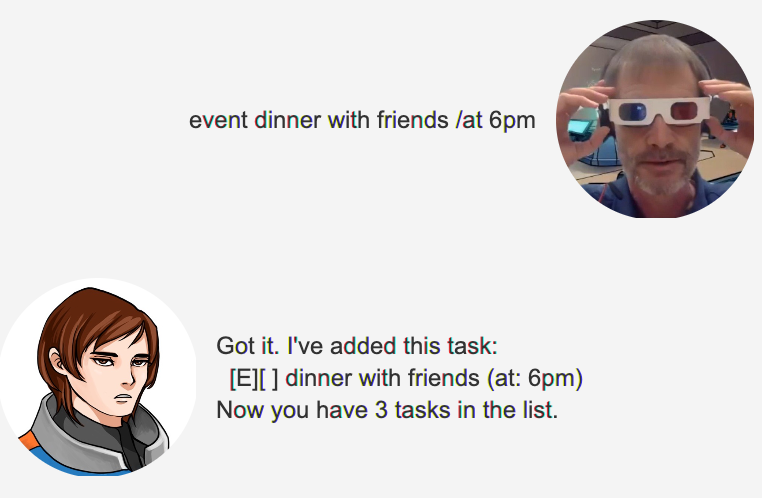 event dinner with friends /at 6pm
Got it. I've added this task:
[E][ ] dinner with friends (at: 6pm)
Now you have 3 tasks in the list.